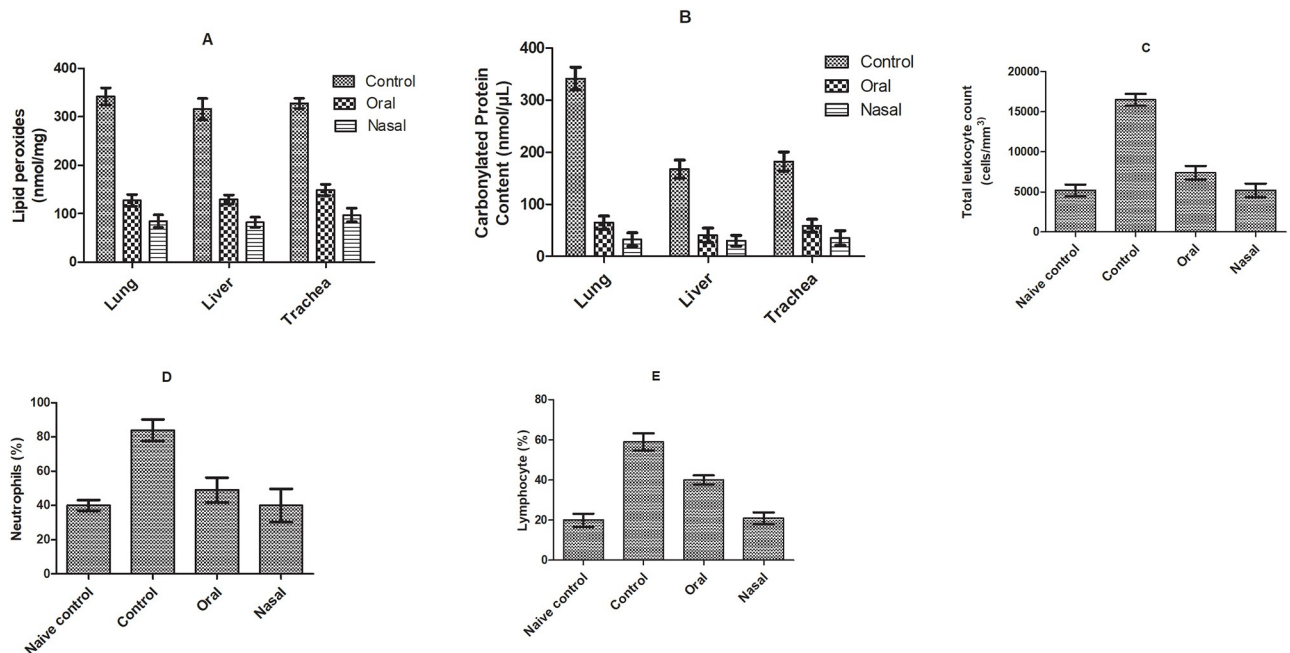 A
Lipid peroxides
(nmol/mg)
400
300
200
100
0
Control
Oral
Nasal
Lung
Liver
Trachea
B
Carbonylated Protein
Content (nmol/µL)
400
300
200
100
0
Control
Oral
Nasal
Lung
Liver
Trachea
C
Total leukocyte count
(cells/mm³)
20000
15000
10000
5000
0
Naive control
Control
Oral
Nasal
D
Neutrophils (%)
100
80
60
40
20
0
Naive control
Control
Oral
Nasal
E
Lymphocyte (%)
80
60
40
20
0
Naive control
Control
Oral
Nasal